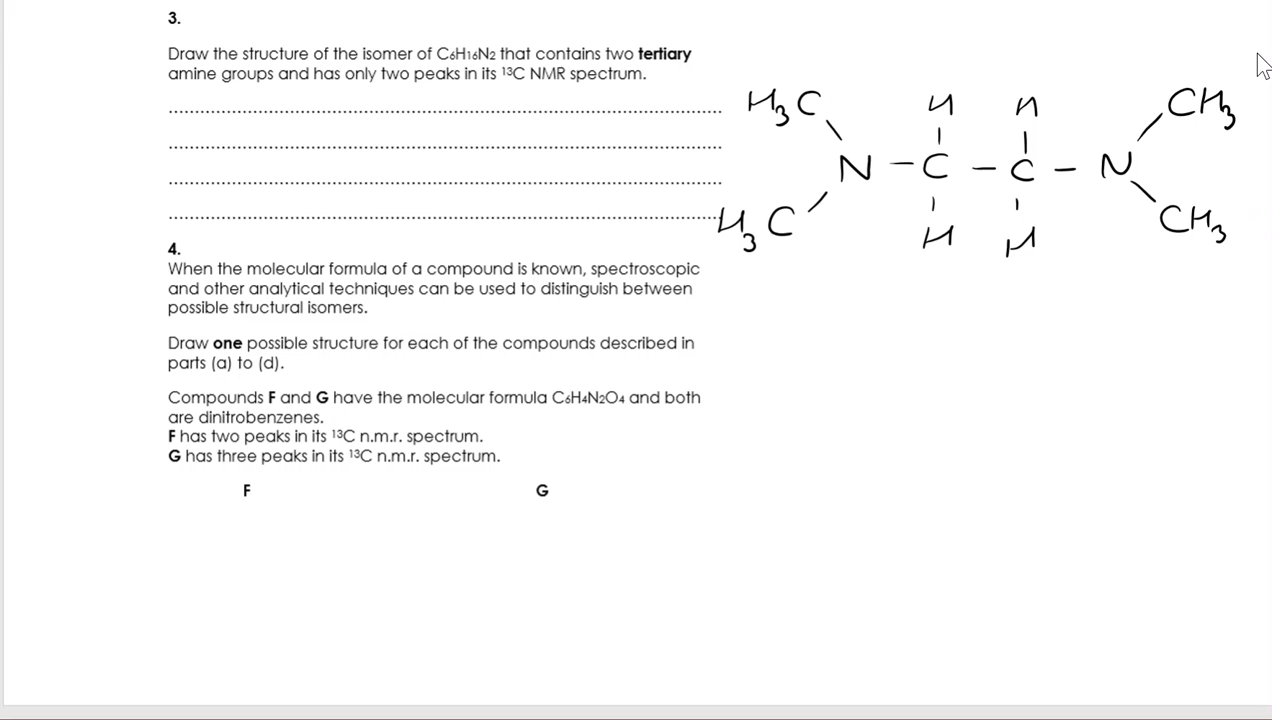 3.
Draw the structure of the isomer of C₆H₁₆N₂ that contains two tertiary
amine groups and has only two peaks in its ¹³C NMR spectrum.
H₃C H H CH₃
N – C – C – N
H₃C H H CH₃
4.
When the molecular formula of a compound is known, spectroscopic
and other analytical techniques can be used to distinguish between
possible structural isomers.
Draw one possible structure for each of the compounds described in
parts (a) to (d).
Compounds F and G have the molecular formula C₆H₄N₂O₄ and both
are dinitrobenzenes.
F has two peaks in its ¹³C n.m.r. spectrum.
G has three peaks in its ¹³C n.m.r. spectrum.
F G